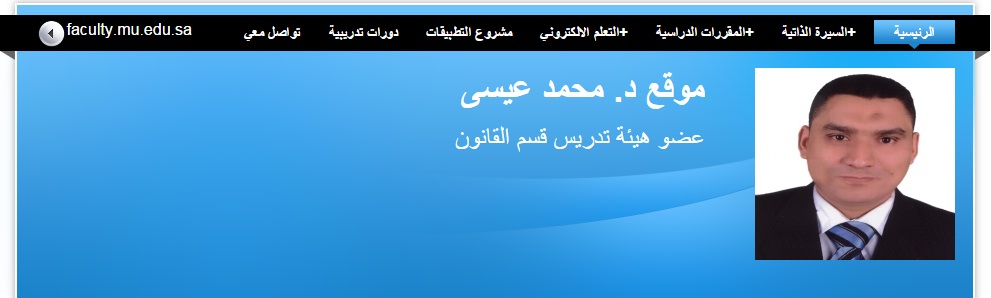 الرئيسية +السيرة الذاتية +المقررات الدراسية +التعلم الالكتروني مشروع التطبيقات دورات تدريبية تواصل معي faculty.mu.edu.sa
موقع د. محمد عيسى
عضو هيئة تدريس قسم القانون